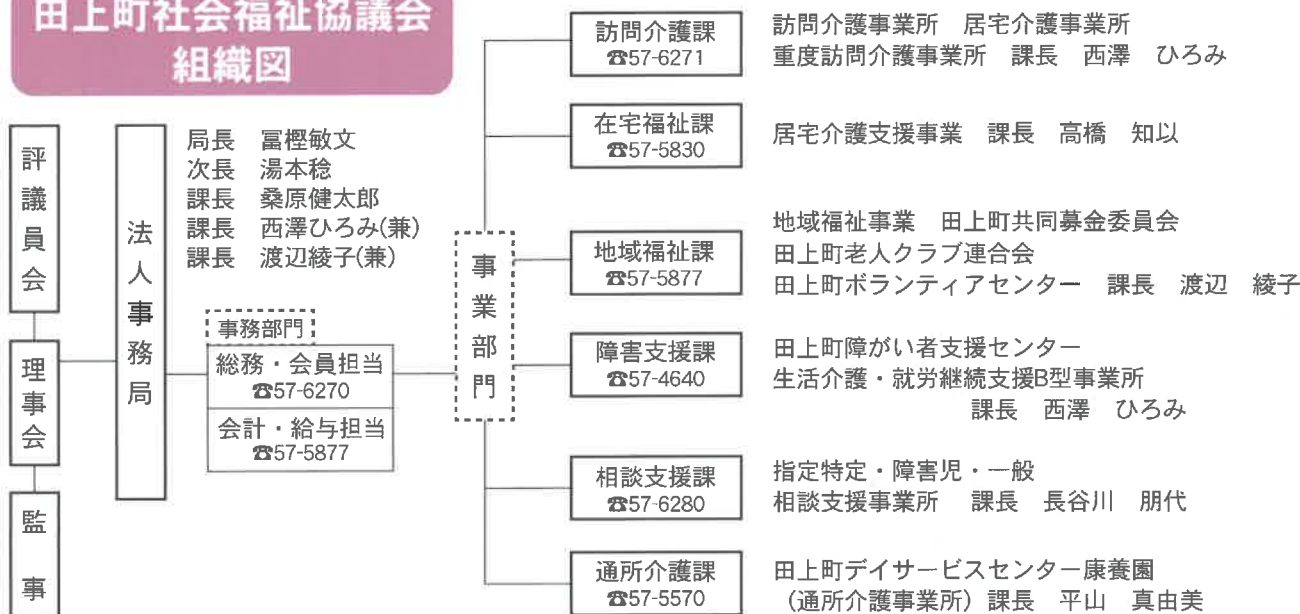 田上町社会福祉協議会
組織図
評議員会
理事会
監事
法人事務局
局長　冨樫敏文
次長　湯本稔
課長　桑原健太郎
課長　西澤ひろみ(兼)
課長　渡辺綾子(兼)
事務部門
総務・会員担当
☎57-6270
会計・給与担当
☎57-5877
事業部門
訪問介護課
☎57-6271
訪問介護事業所　居宅介護事業所
重度訪問介護事業所　課長　西澤　ひろみ
在宅福祉課
☎57-5830
居宅介護支援事業　課長　高橋　知以
地域福祉課
☎57-5877
地域福祉事業　田上町共同募金委員会
田上町老人クラブ連合会
田上町ボランティアセンター　課長　渡辺　綾子
障害支援課
☎57-4640
田上町障がい者支援センター
生活介護・就労継続支援B型事業所
課長　西澤　ひろみ
相談支援課
☎57-6280
指定特定・障害児・一般
相談支援事業所　課長　長谷川　朋代
通所介護課
☎57-5570
田上町デイサービスセンター康養園
（通所介護事業所）課長　平山　真由美